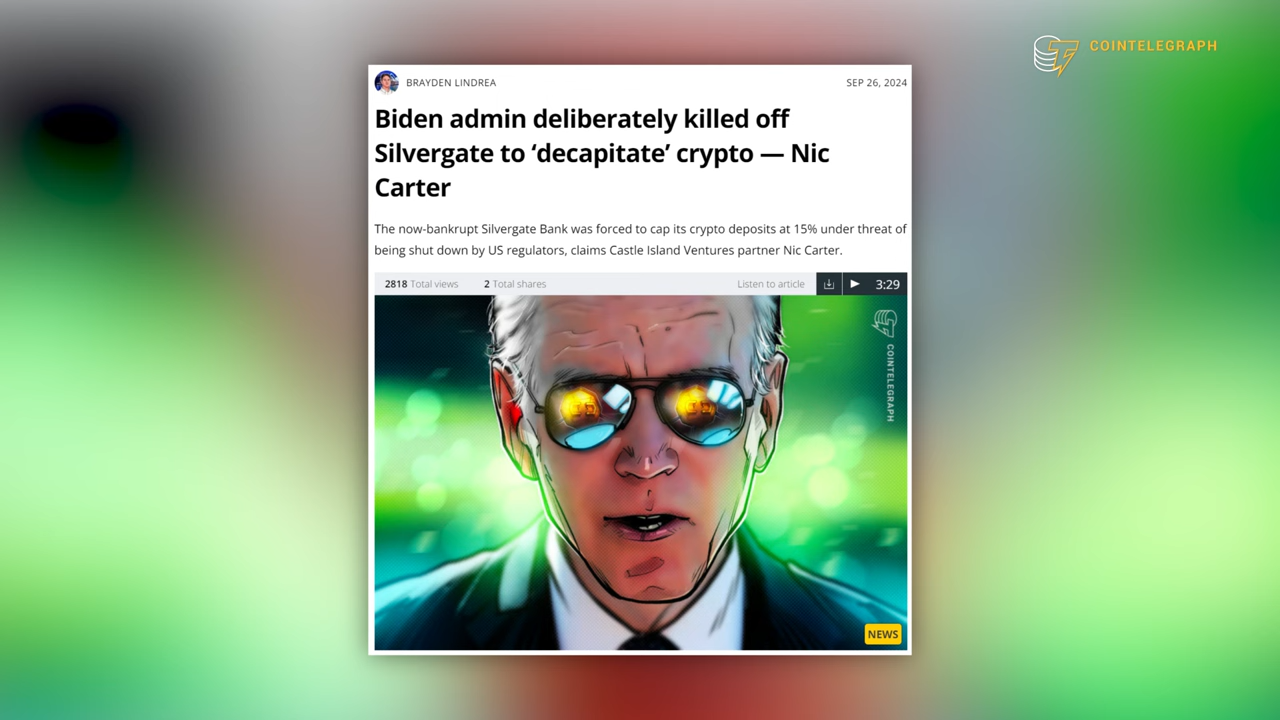 COINTELEGRAPH
BRAYDEN LINDREA
SEP 26, 2024
Biden admin deliberately killed off
Silvergate to ‘decapitate’ crypto — Nic
Carter
The now-bankrupt Silvergate Bank was forced to cap its crypto deposits at 15% under threat of
being shut down by US regulators, claims Castle Island Ventures partner Nic Carter.
2818 Total views
2 Total shares
Listen to article
3:29
COINTELEGRAPH
NEWS